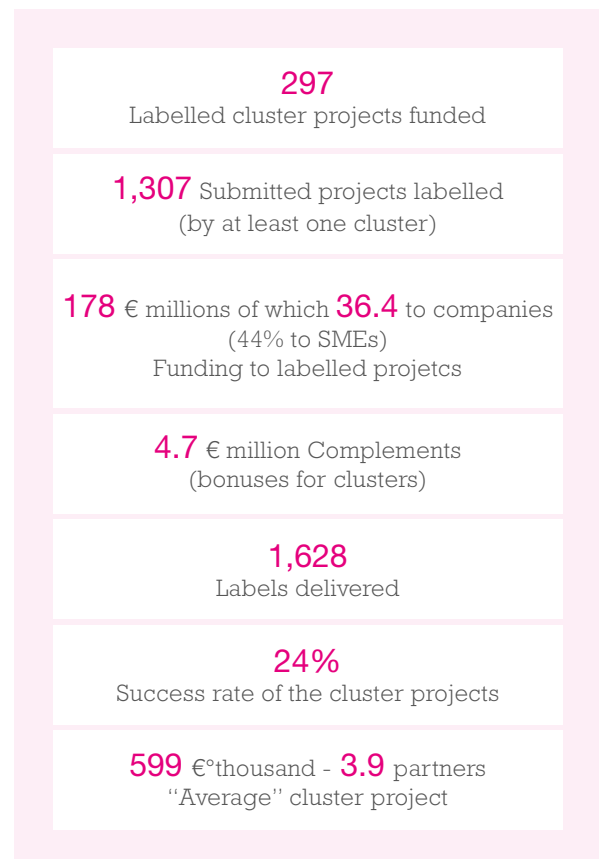 297
Labelled cluster projects funded
1,307 Submitted projects labelled
(by at least one cluster)
178 € millions of which 36.4 to companies
(44% to SMEs)
Funding to labelled projetcs
4.7 € million Complements
(bonuses for clusters)
1,628
Labels delivered
24%
Success rate of the cluster projects
599 €°thousand - 3.9 partners
“Average” cluster project